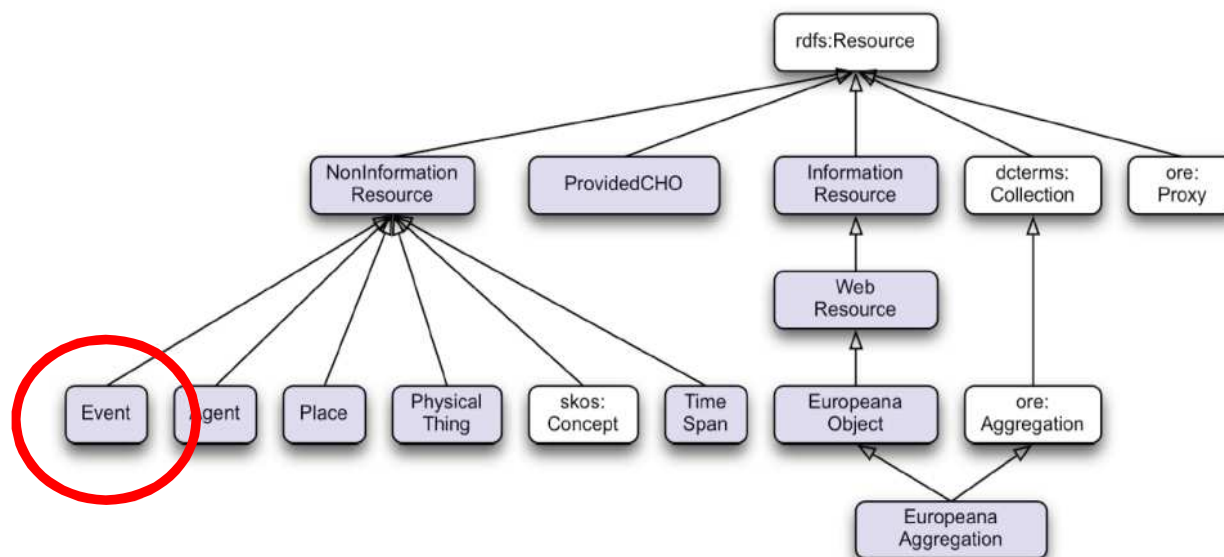 rdfs:Resource
NonInformation
Resource
ProvidedCHO
Information
Resource
dcterms:
Collection
ore:
Proxy
Web
Resource
Event
Agent
Place
Physical
Thing
skos:
Concept
Time
Span
Europeana
Object
ore:
Aggregation
Europeana
Aggregation